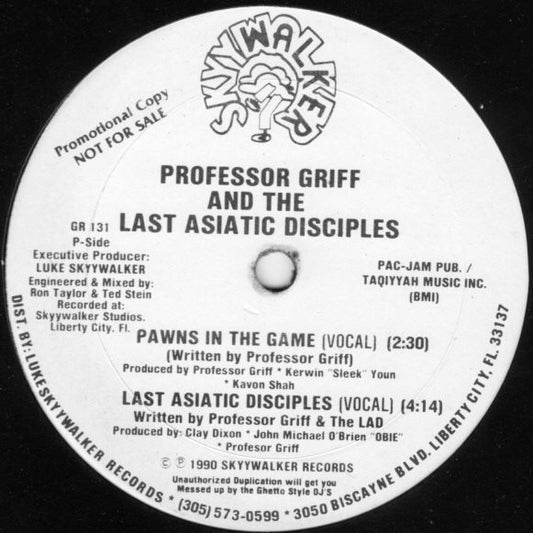 SKYYWALKER
Promotional Copy
NOT FOR SALE
PROFESSOR GRIFF
AND THE
LAST ASIATIC DISCIPLES
GR 131
P-Side
Executive Producer:
LUKE SKYYWALKER
Engineered & Mixed by:
Ron Taylor & Ted Stein
Recorded at:
Skyywalker Studios.
Liberty City. Fl.
PAC-JAM PUB. /
TAQIYYAH MUSIC INC.
(BMI)
PAWNS IN THE GAME (VOCAL) (2:30)
(Written by Professor Griff)
Produced by Professor Griff * Kerwin "Sleek" Youn
* Kavon Shah
LAST ASIATIC DISCIPLES (VOCAL) (4:14)
Written by Professor Griff & The LAD
Produced by: Clay Dixon * John Michael O'Brien "OBIE"
* Profesor Griff
© ℗ 1990 SKYYWALKER RECORDS
Unauthorized Duplication will get you
Messed up by the Ghetto Style DJ'S
DIST. BY: LUKESKYYWALKER RECORDS * (305) 573-0599 * 3050 BISCAYNE BLVD. LIBERTY CITY, FL 33137